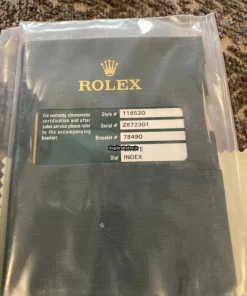 ROLEX
For warranty, chronometer
certification and after
sales service please refer
to the accompanying
booklet
Style # 116520
Serial # Z872301
Bracelet # 78490
Dial INDEX